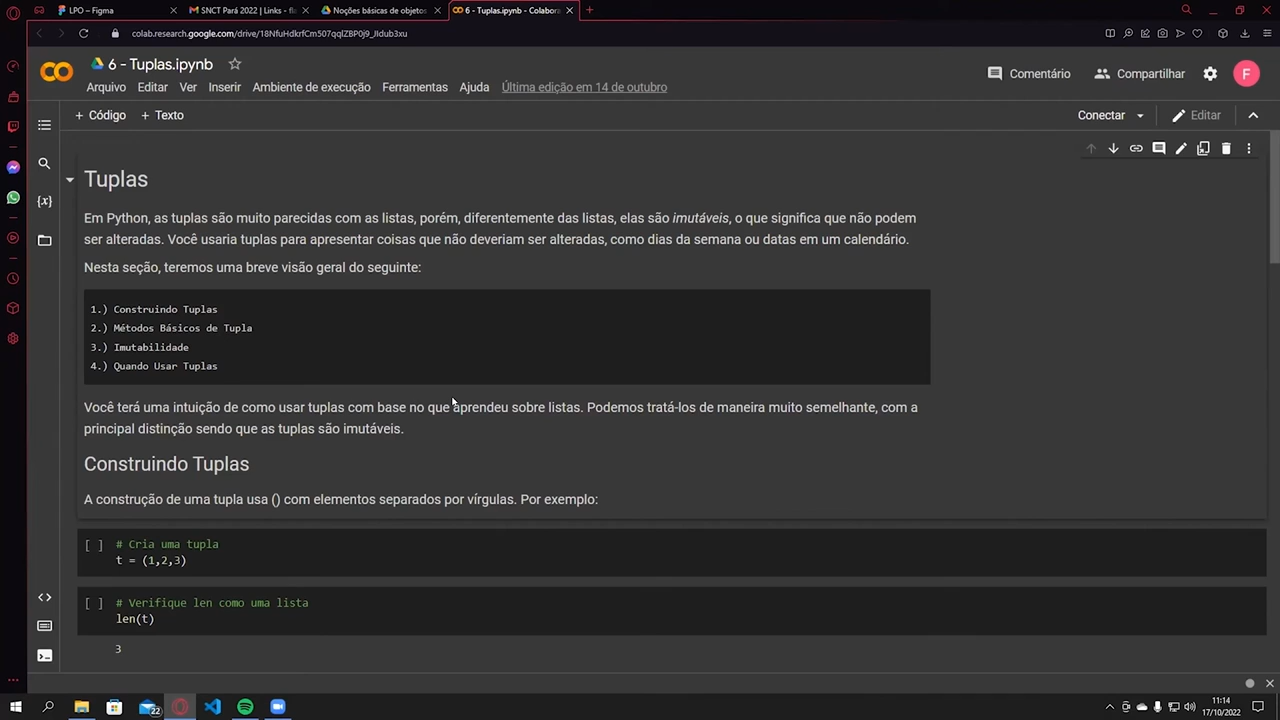 LPO – Figma
SNCT Pará 2022 | Links - fla
Noções básicas de objetos
6 - Tuplas.ipynb - Colabora
colab.research.google.com/drive/18NfuHdkrfCm507qqlZBP0j9_JIdub3xu
6 - Tuplas.ipynb
Arquivo Editar Ver Inserir Ambiente de execução Ferramentas Ajuda Última edição em 14 de outubro
Comentário Compartilhar F
+ Código + Texto
Conectar Editar
Tuplas
Em Python, as tuplas são muito parecidas com as listas, porém, diferentemente das listas, elas são imutáveis, o que significa que não podem
ser alteradas. Você usaria tuplas para apresentar coisas que não deveriam ser alteradas, como dias da semana ou datas em um calendário.
Nesta seção, teremos uma breve visão geral do seguinte:
1.) Construindo Tuplas
2.) Métodos Básicos de Tupla
3.) Imutabilidade
4.) Quando Usar Tuplas
Você terá uma intuição de como usar tuplas com base no que aprendeu sobre listas. Podemos tratá-los de maneira muito semelhante, com a
principal distinção sendo que as tuplas são imutáveis.
Construindo Tuplas
A construção de uma tupla usa () com elementos separados por vírgulas. Por exemplo:
[ ] # Cria uma tupla
t = (1,2,3)
[ ] # Verifique len como uma lista
len(t)
3
22
11:14
17/10/2022